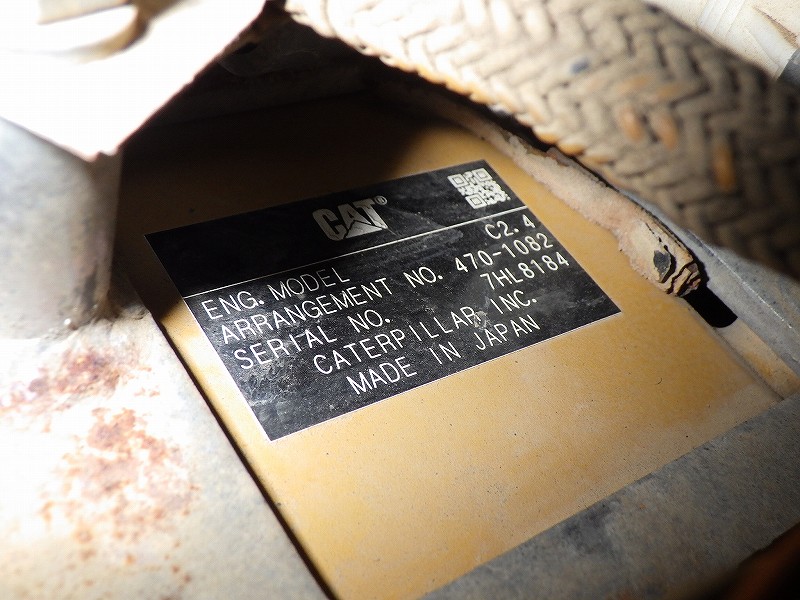 CAT®
ENG. MODEL C2.4
ARRANGEMENT NO. 470-1082
SERIAL NO. 7HL8184
CATERPILLAR INC.
MADE IN JAPAN